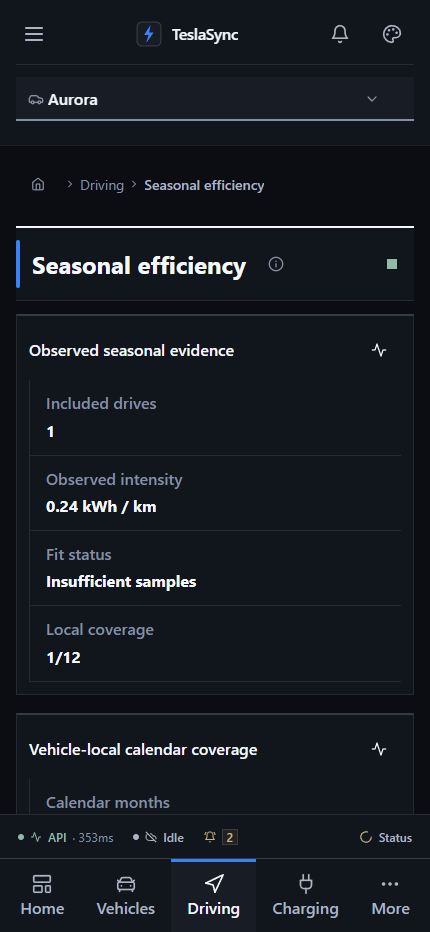 TeslaSync
Aurora
Driving
Seasonal efficiency
Seasonal efficiency
Observed seasonal evidence
Included drives
1
Observed intensity
0.24 kWh / km
Fit status
Insufficient samples
Local coverage
1/12
Vehicle-local calendar coverage
Calendar months
API · 353ms
Idle
2
Status
Home
Vehicles
Driving
Charging
More